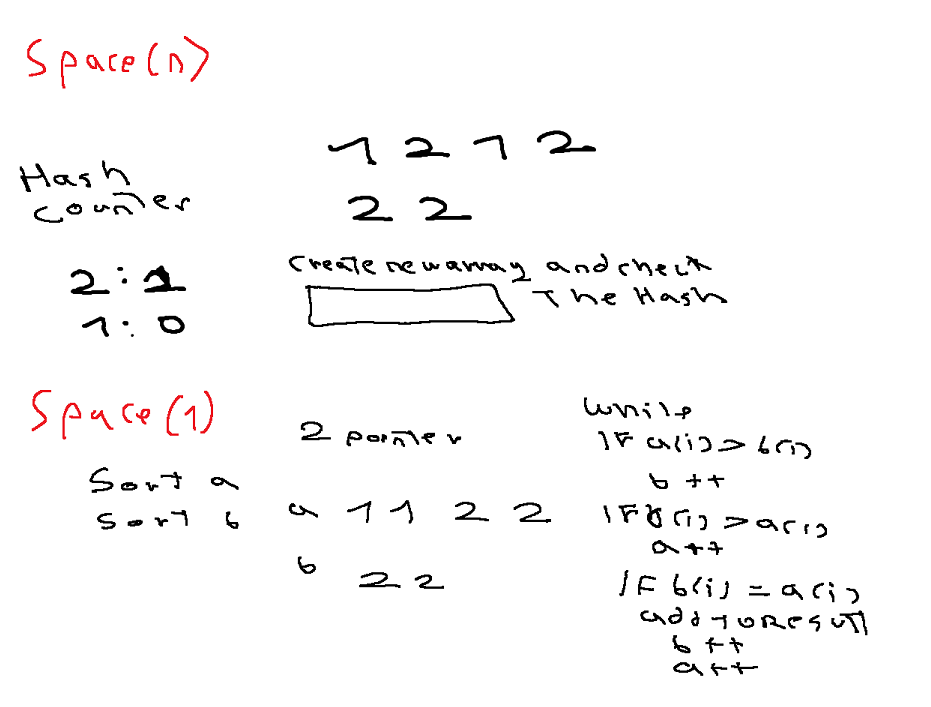 Space(n)
1 2 1 2
Hash
counter
2 2
create new array and check
the Hash
2 : 1
1 : 0
Space(1)
2 pointer
while
IF a(i) > b(i)
b ++
Sort a
Sort b
a 1 1 2 2
IF b(i) > a(i)
a ++
b 2 2
IF b(i) = a(i)
add to Result
b ++
a ++